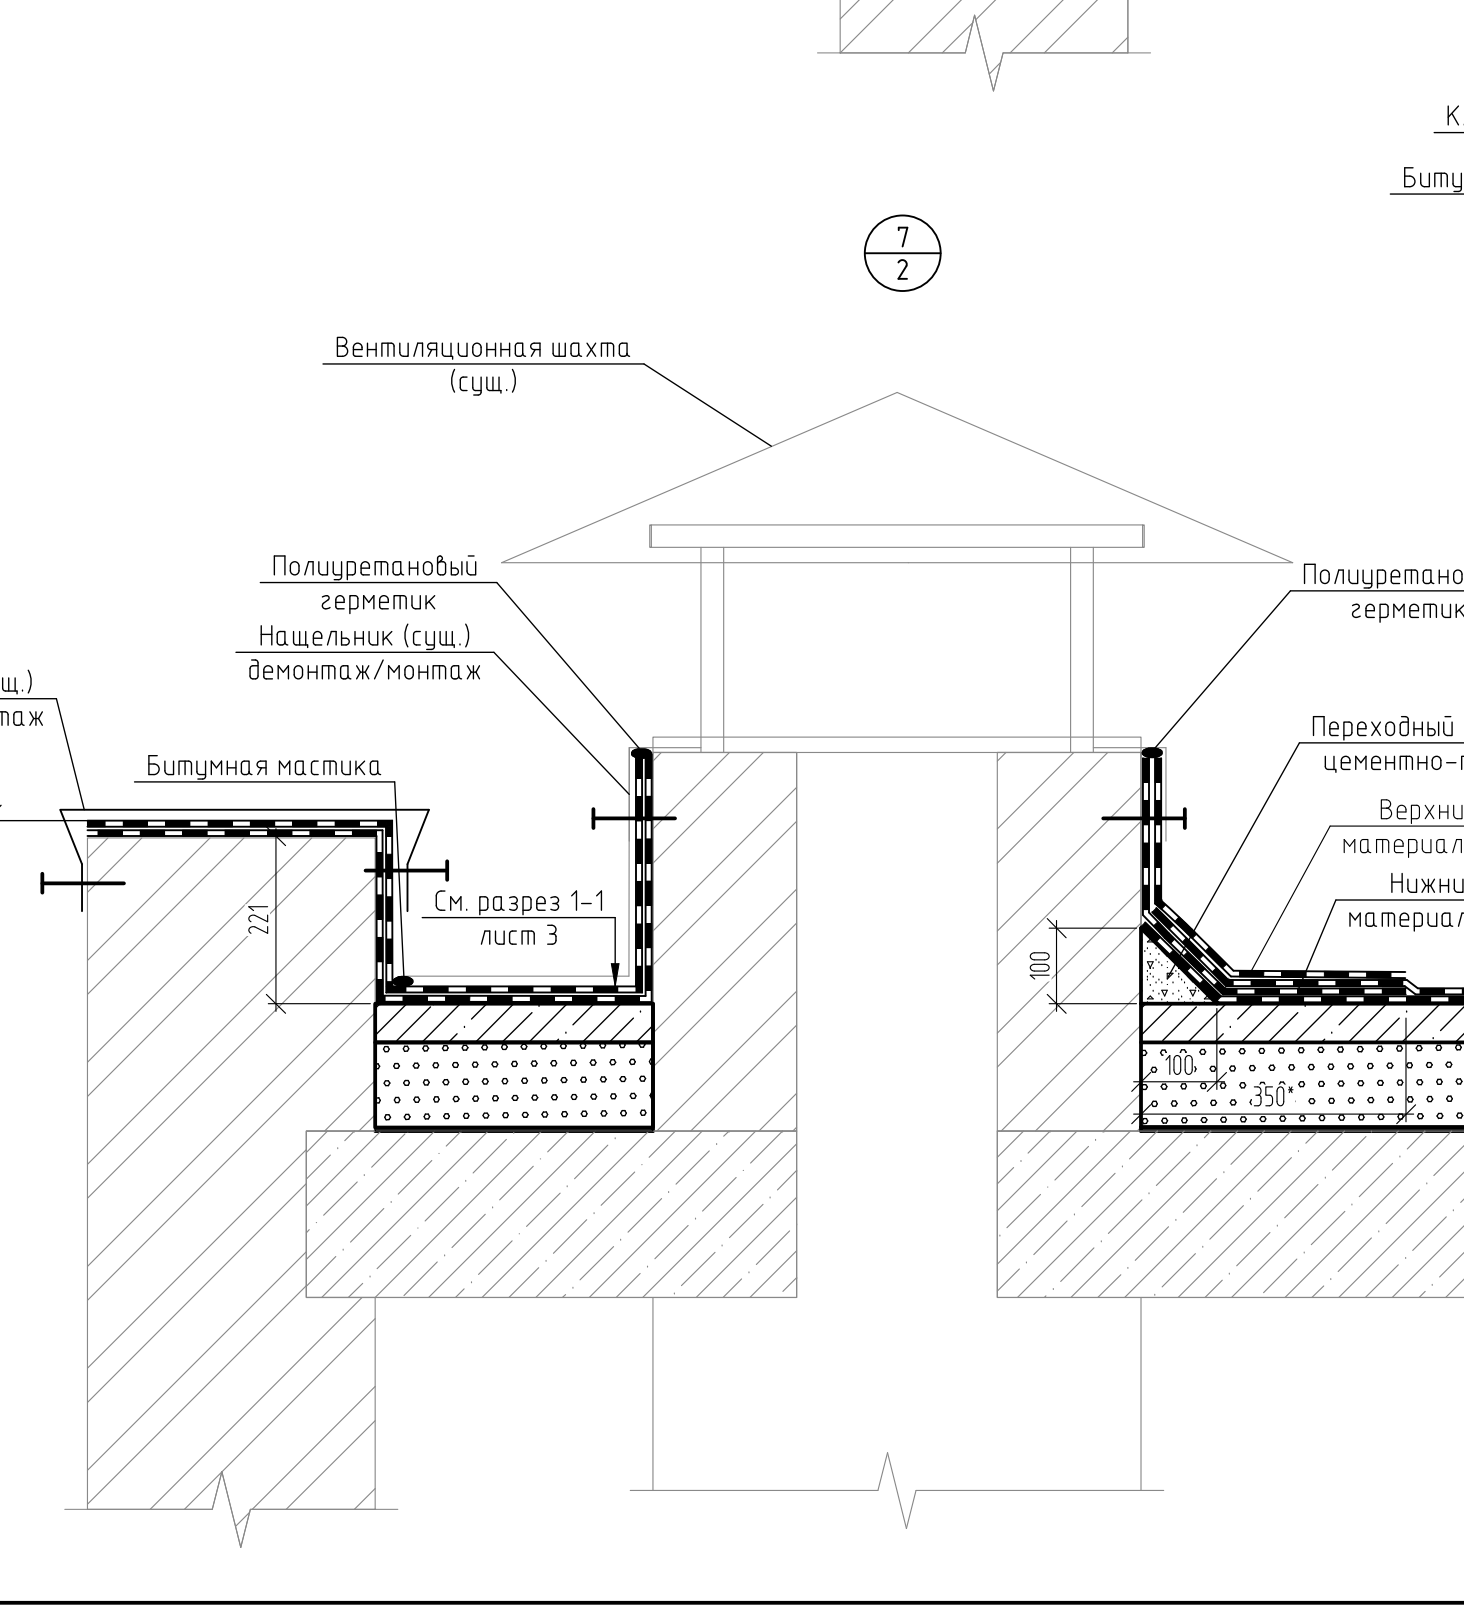 К.
Биту
7
2
Вентиляционная шахта
(сущ.)
Полиуретановый
герметик
Нащельник (сущ.)
демонтаж/монтаж
щ.)
таж
Битумная мастика
См. разрез 1-1
лист 3
221
Полиуретано
герметик
Переходный
цементно-п
Верхни
материал
Нижни
материал
100
100
350*